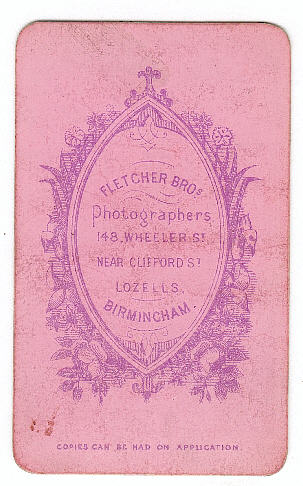 FLETCHER BROS
Photographers
148, WHEELER ST
NEAR CLIFFORD ST
LOZELLS,
BIRMINGHAM.
COPIES CAN BE HAD ON APPLICATION.